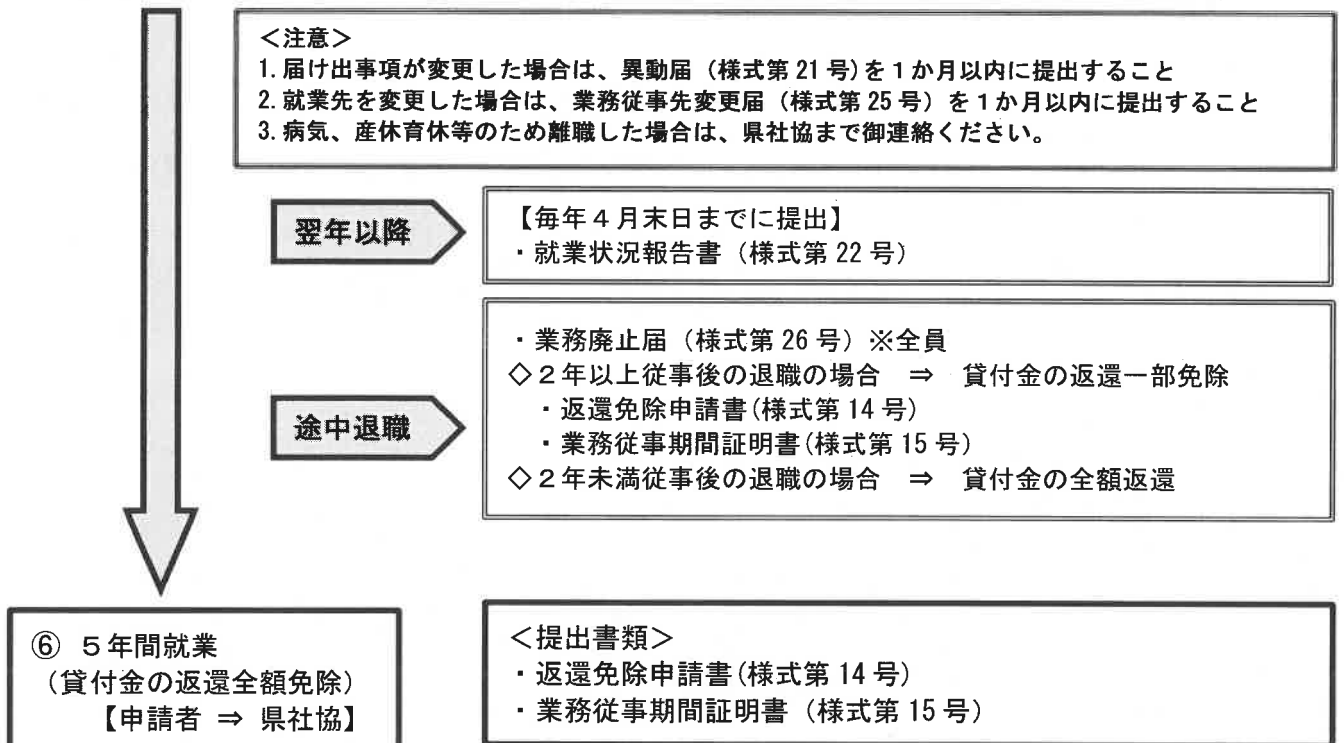 ＜注意＞
1. 届け出事項が変更した場合は、異動届（様式第 21 号）を１か月以内に提出すること
2. 就業先を変更した場合は、業務従事先変更届（様式第 25 号）を１か月以内に提出すること
3. 病気、産休育休等のため離職した場合は、県社協まで御連絡ください。
翌年以降
【毎年４月末日までに提出】
・就業状況報告書（様式第 22 号）
途中退職
・業務廃止届（様式第 26 号）※全員
◇２年以上従事後の退職の場合　⇒　貸付金の返還一部免除
・返還免除申請書（様式第 14 号）
・業務従事期間証明書（様式第 15 号）
◇２年未満従事後の退職の場合　⇒　貸付金の全額返還
⑥ ５年間就業
（貸付金の返還全額免除）
【申請者 ⇒ 県社協】
＜提出書類＞
・返還免除申請書（様式第 14 号）
・業務従事期間証明書（様式第 15 号）